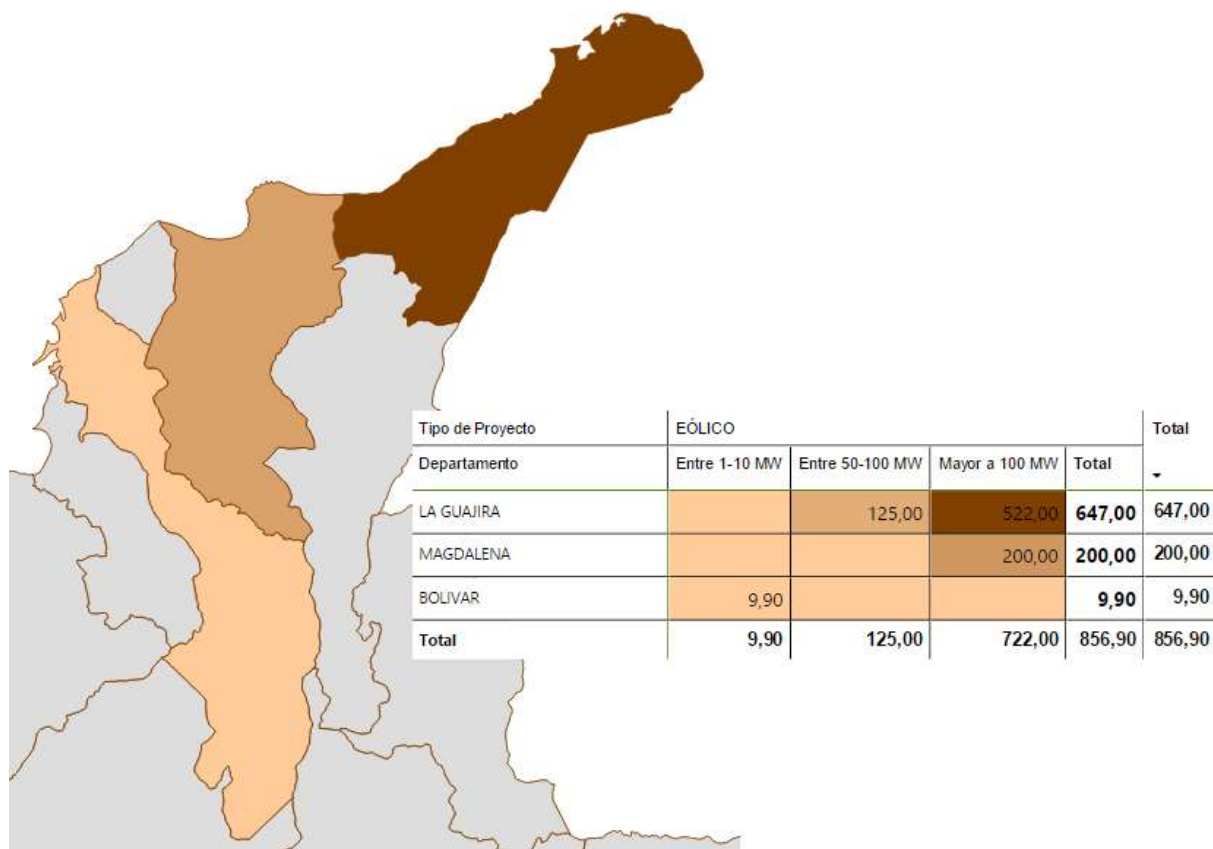 Tipo de Proyecto EÓLICO Total
Departamento Entre 1-10 MW Entre 50-100 MW Mayor a 100 MW Total
LA GUAJIRA 125,00 522,00 647,00 647,00
MAGDALENA 200,00 200,00 200,00
BOLIVAR 9,90 9,90 9,90
Total 9,90 125,00 722,00 856,90 856,90